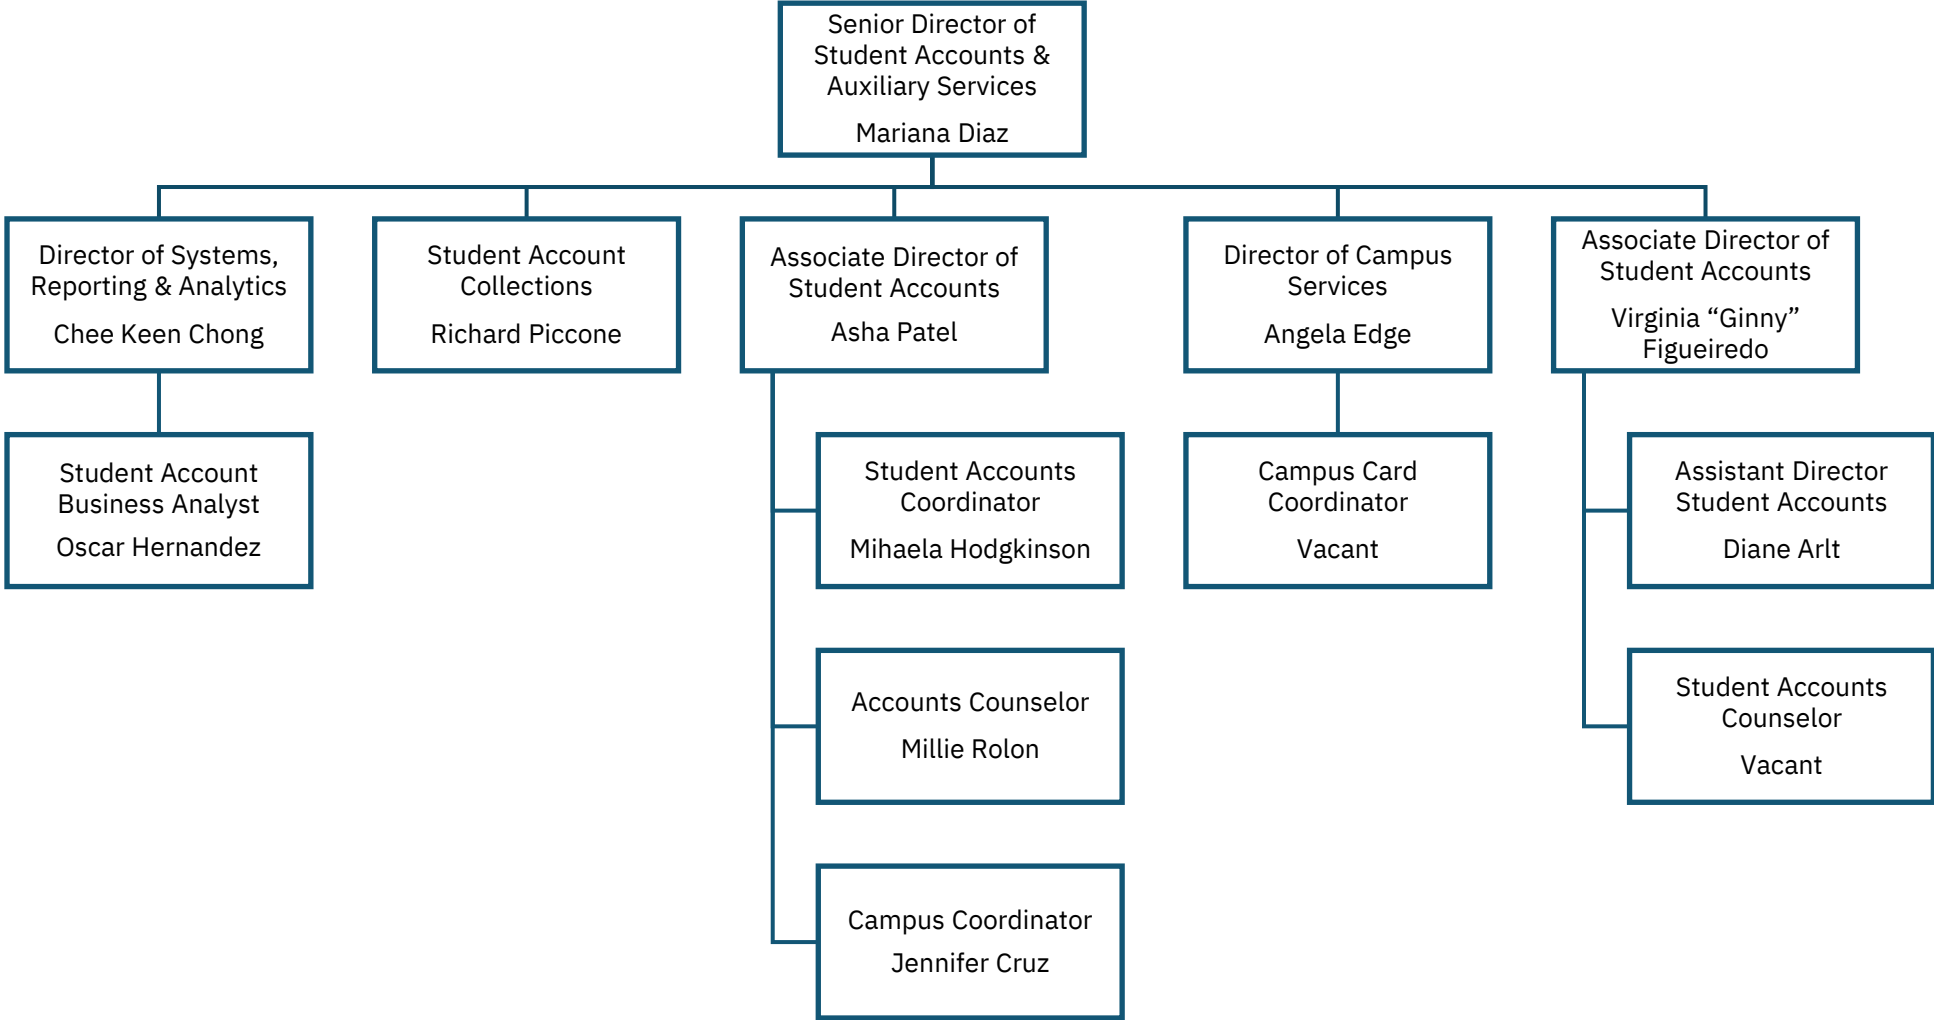 Senior Director of
Student Accounts &
Auxiliary Services
Mariana Diaz
Director of Systems,
Reporting & Analytics
Chee Keen Chong
Student Account
Collections
Richard Piccone
Associate Director of
Student Accounts
Asha Patel
Director of Campus
Services
Angela Edge
Associate Director of
Student Accounts
Virginia “Ginny”
Figueiredo
Student Account
Business Analyst
Oscar Hernandez
Student Accounts
Coordinator
Mihaela Hodgkinson
Campus Card
Coordinator
Vacant
Assistant Director
Student Accounts
Diane Arlt
Accounts Counselor
Millie Rolon
Student Accounts
Counselor
Vacant
Campus Coordinator
Jennifer Cruz